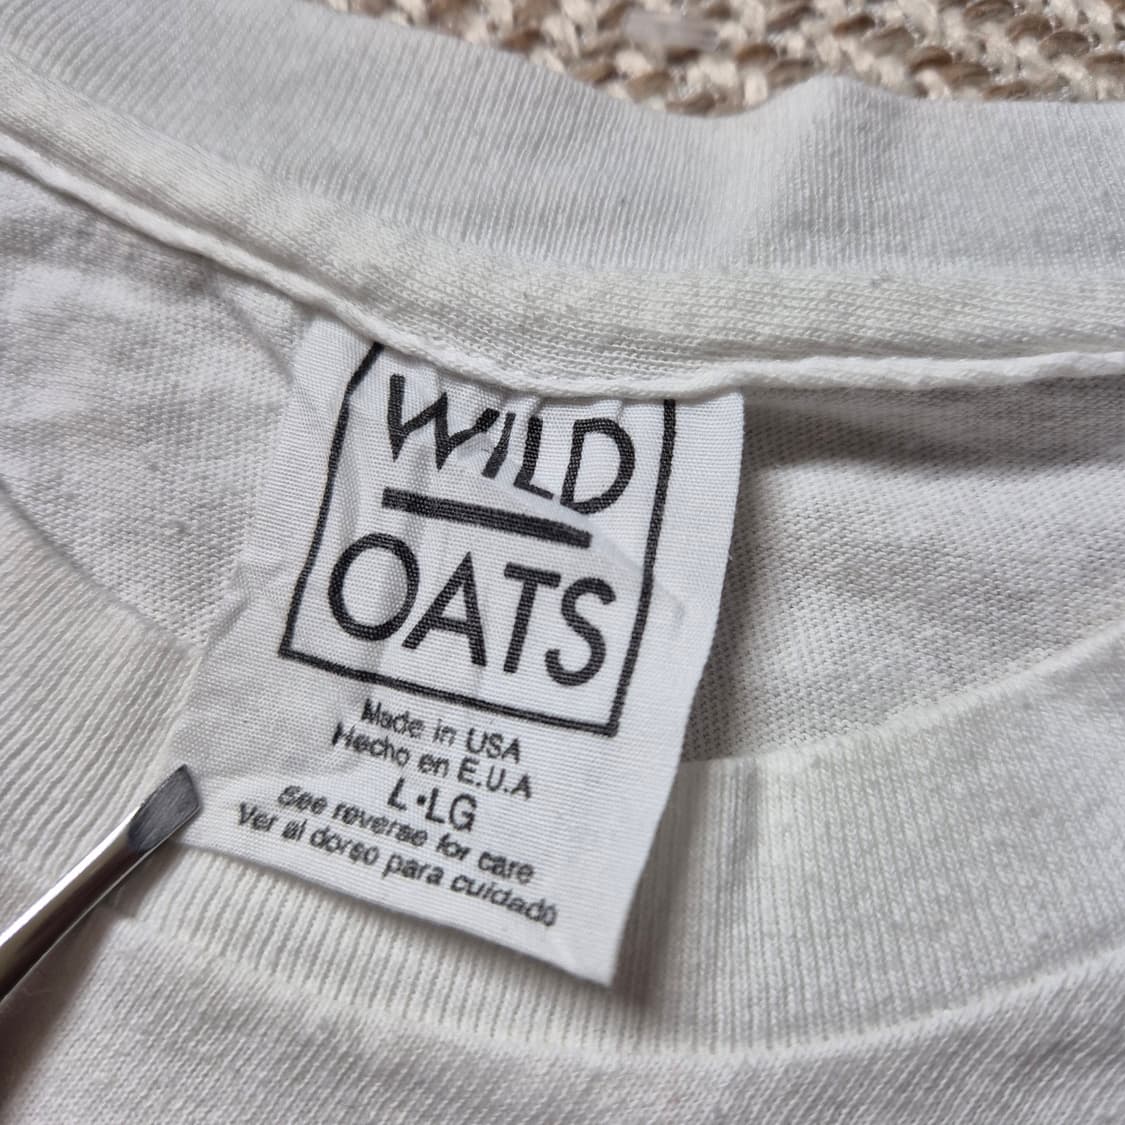 WILD
OATS
Made in USA
Hecho en E.U.A
L•LG
See reverse for care
Ver al dorso para cuidado